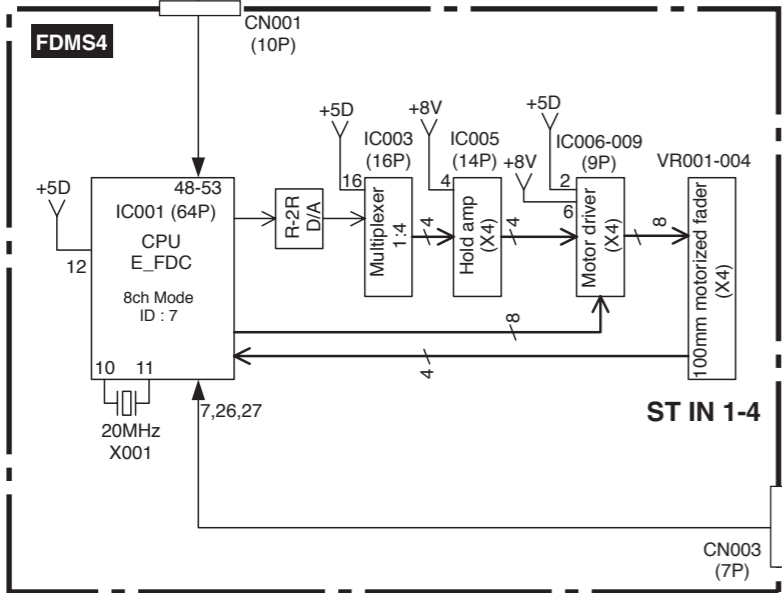 FDMS4
CN001
(10P)
+5D
48-53
IC001 (64P)
CPU
E_FDC
8ch Mode
ID : 7
12
10
11
20MHz
X001
7,26,27
R-2R
D/A
+5D
16
IC003
(16P)
Multiplexer
1:4
4
+8V
4
IC005
(14P)
Hold amp
(X4)
4
+5D
+8V
2
6
IC006-009
(9P)
Motor driver
(X4)
8
VR001-004
100mm motorized fader
(X4)
8
4
ST IN 1-4
CN003
(7P)